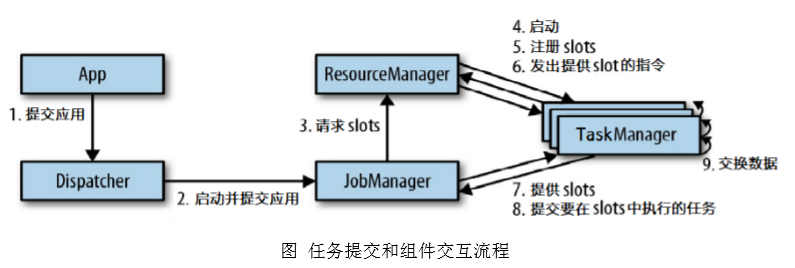 App
1. 提交应用
Dispatcher
2. 启动并提交应用
ResourceManager
3. 请求 slots
JobManager
4. 启动
5. 注册 slots
6. 发出提供 slot 的指令
TaskManager
7. 提供 slots
8. 提交要在 slots 中执行的任务
9. 交换数据
图 任务提交和组件交互流程